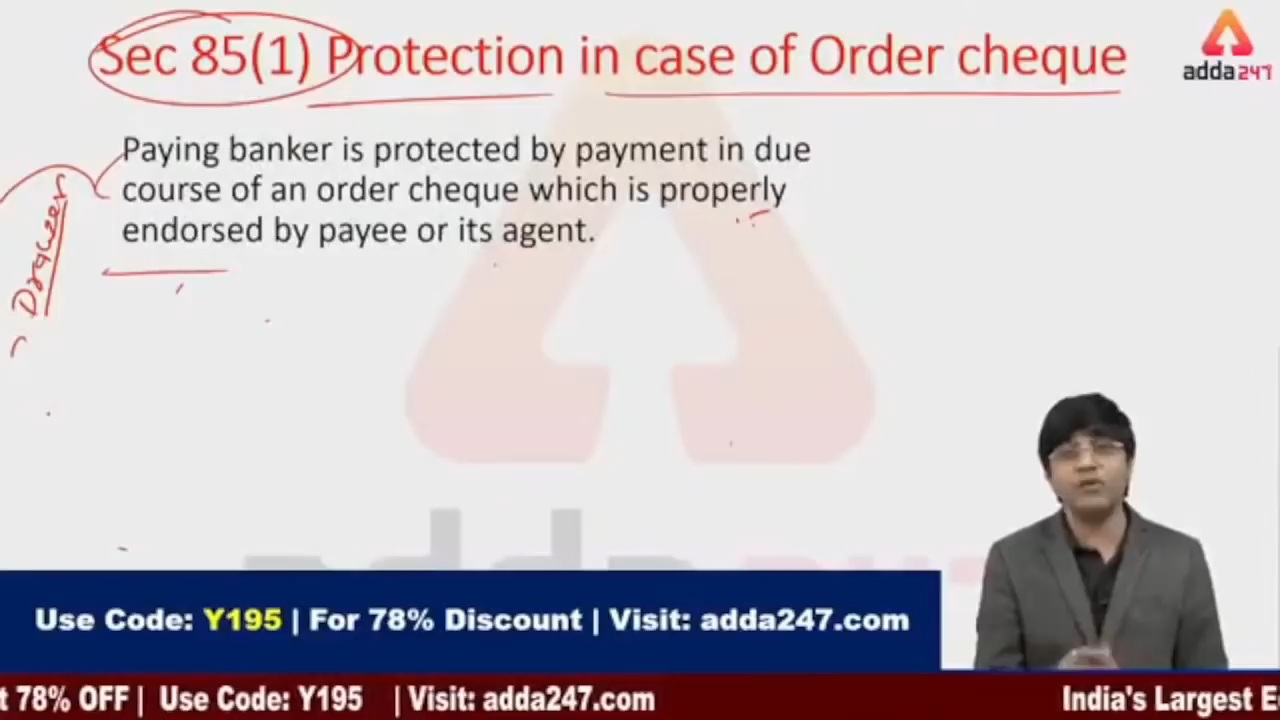 Sec 85(1) Protection in case of Order cheque
adda247
Paying banker is protected by payment in due
course of an order cheque which is properly
endorsed by payee or its agent.
Use Code: Y195 | For 78% Discount | Visit: adda247.com
t 78% OFF | Use Code: Y195 | Visit: adda247.com
India's Largest E